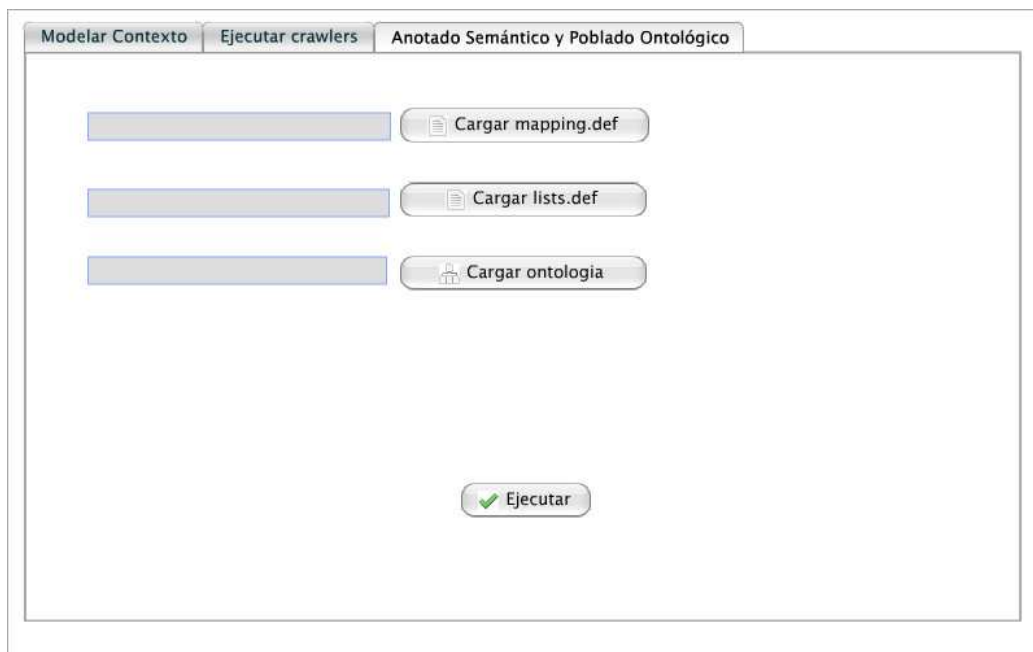 Modelar Contexto Ejecutar crawlers Anotado Semántico y Poblado Ontológico
Cargar mapping.def
Cargar lists.def
Cargar ontologia
Ejecutar